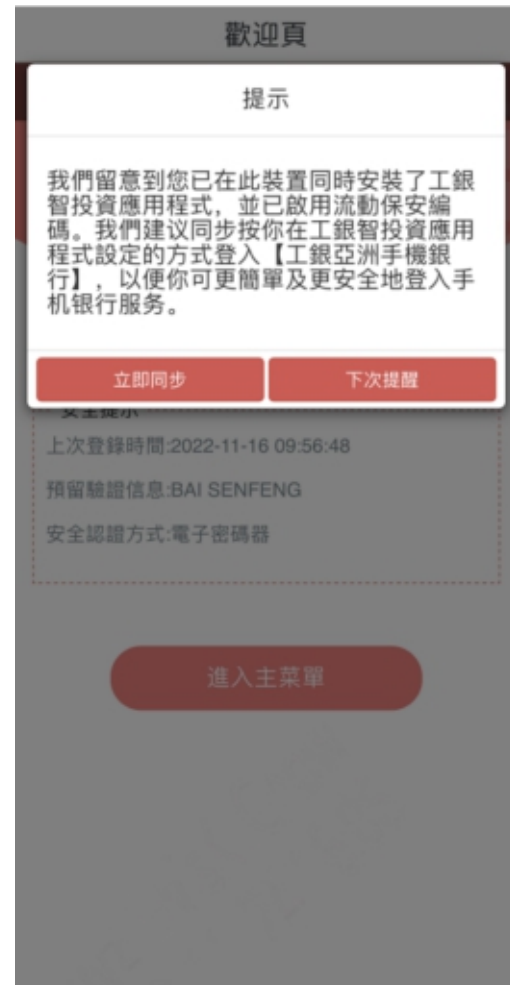 歡迎頁
提示
我們留意到您已在此裝置同時安裝了工銀
智投資應用程式，並已啟用流動保安編
碼。我們建议同步按你在工銀智投資應用
程式設定的方式登入【工銀亞洲手機銀
行】，以便你可更簡單及更安全地登入手
机银行服务。
立即同步 下次提醒
安全提示
上次登錄時間:2022-11-16 09:56:48
預留驗證信息:BAI SENFENG
安全認證方式:電子密碼器
進入主菜單